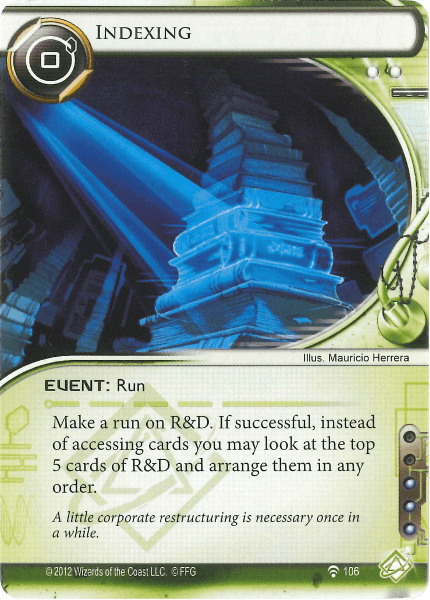 INDEXING
Illus. Mauricio Herrera
EVENT: Run
Make a run on R&D. If successful, instead
of accessing cards you may look at the top
5 cards of R&D and arrange them in any
order.
A little corporate restructuring is necessary once in
a while.
© 2012 Wizards of the Coast LLC. © FFG
106